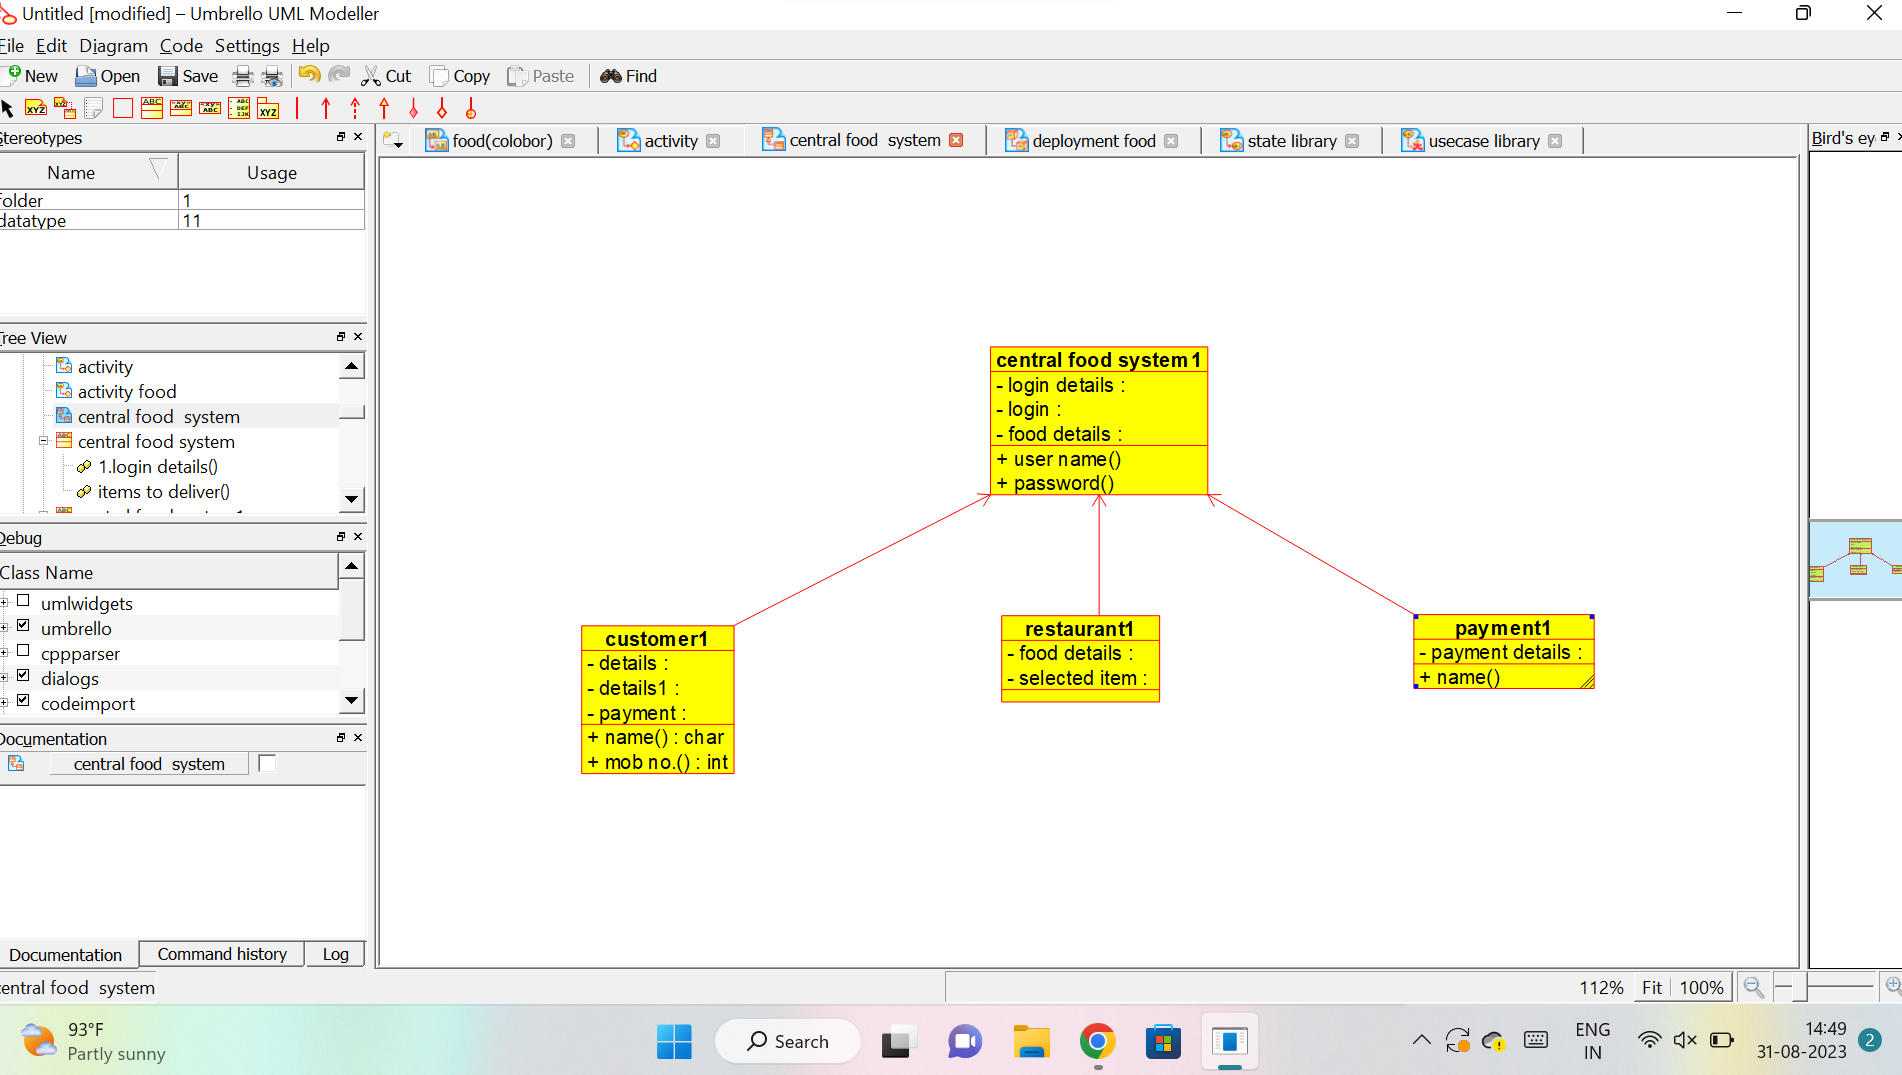 Untitled [modified] – Umbrello UML Modeller
File Edit Diagram Code Settings Help
New Open Save Cut Copy Paste Find
Stereotypes
Name Usage
folder 1
datatype 11
food(colobor) activity central food system deployment food state library usecase library
Bird's ey
Tree View
activity
activity food
central food system
central food system
1.login details()
items to deliver()
Debug
Class Name
umlwidgets
umbrello
cppparser
dialogs
codeimport
Documentation
central food system
Documentation Command history Log
central food system1
- login details :
- login :
- food details :
+ user name()
+ password()
customer1
- details :
- details1 :
- payment :
+ name() : char
+ mob no.() : int
restaurant1
- food details :
- selected item :
payment1
- payment details :
+ name()
central food system
112% Fit 100%
93°F
Partly sunny
Search
ENG
IN
14:49
31-08-2023
2